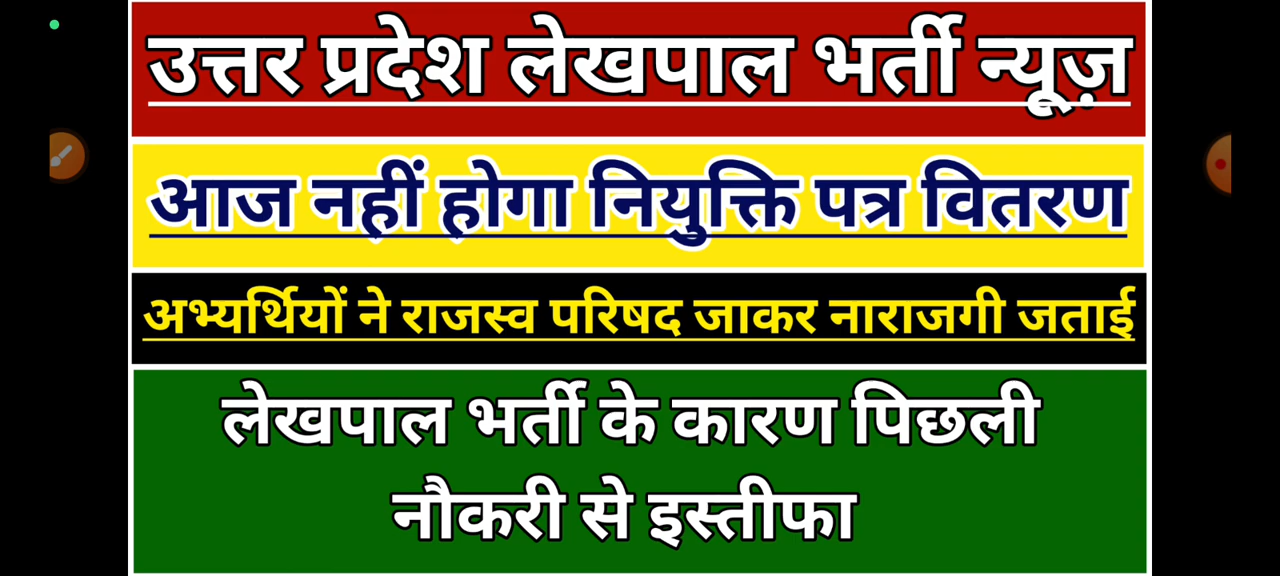 उत्तर प्रदेश लेखपाल भर्ती न्यूज़
आज नहीं होगा नियुक्ति पत्र वितरण
अभ्यर्थियों ने राजस्व परिषद जाकर नाराजगी जताई
लेखपाल भर्ती के कारण पिछली
नौकरी से इस्तीफा